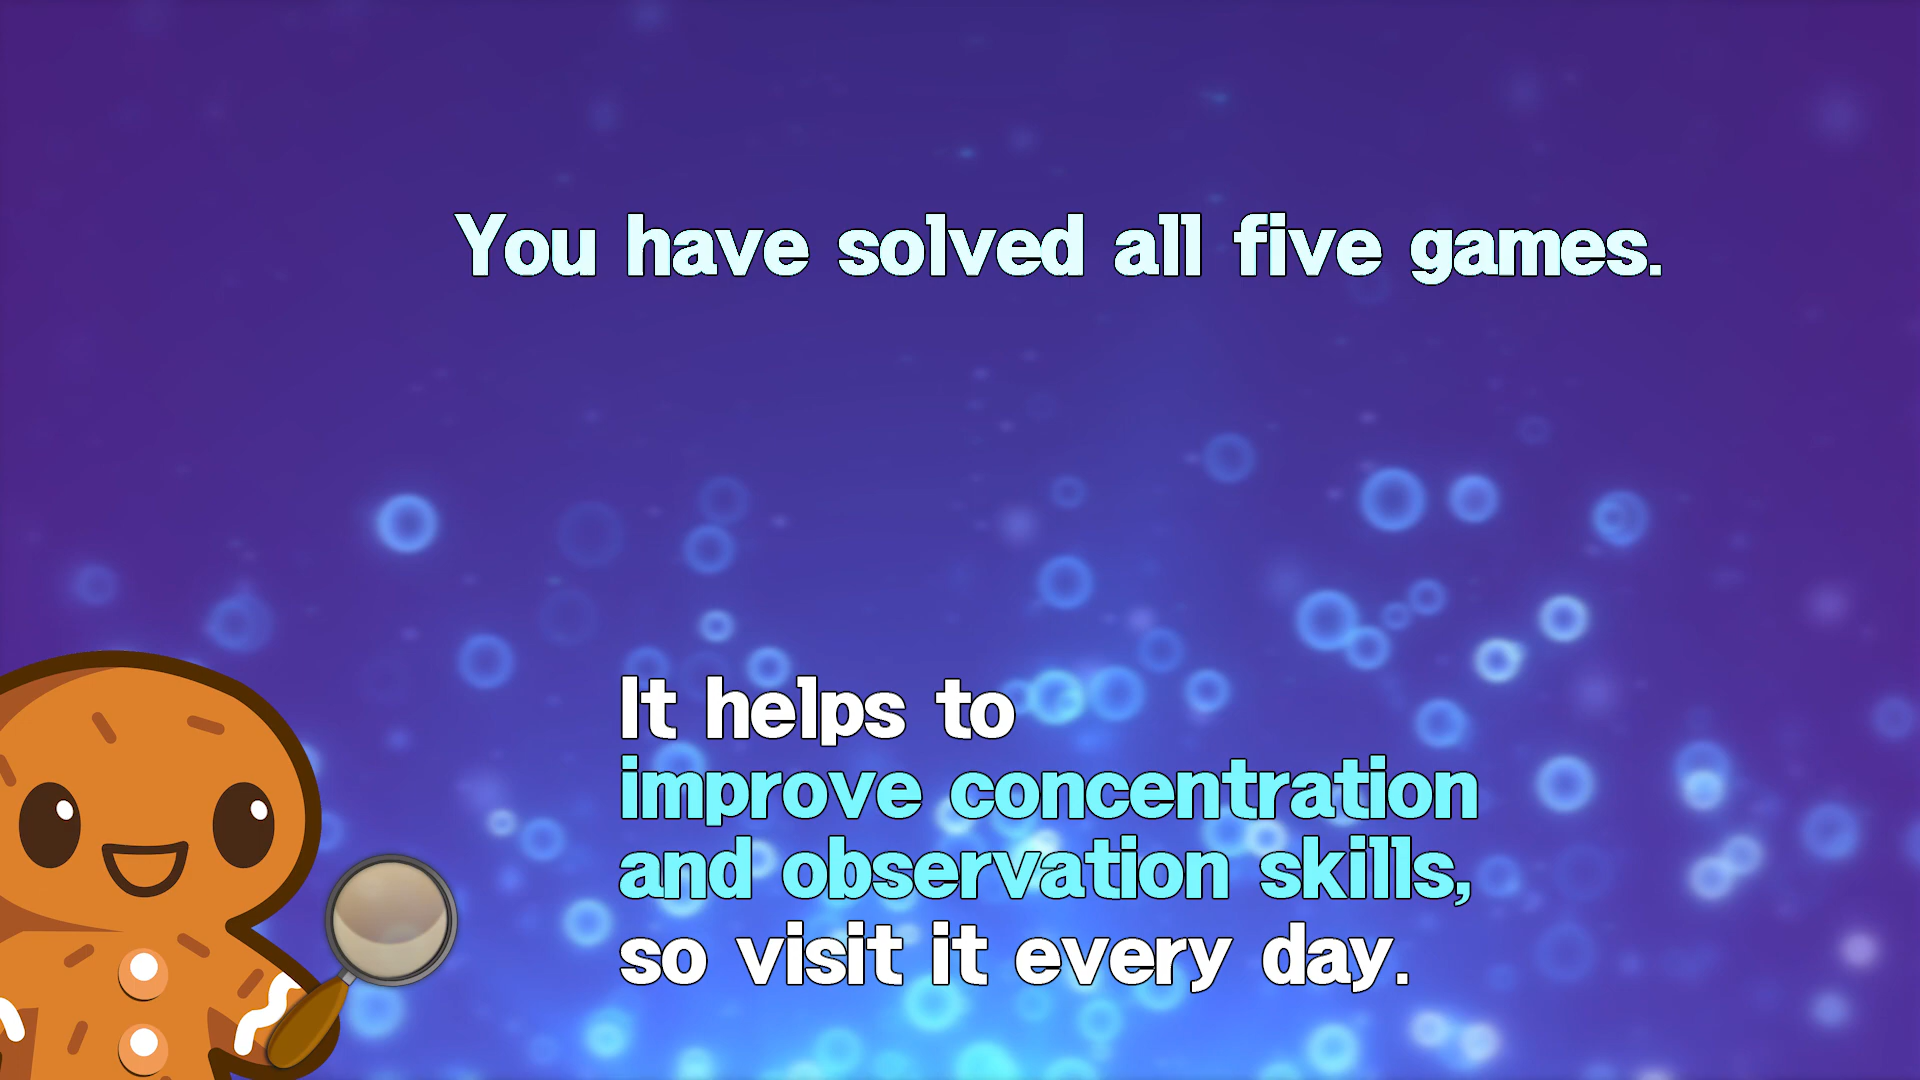 You have solved all five games.
It helps to
improve concentration
and observation skills,
so visit it every day.